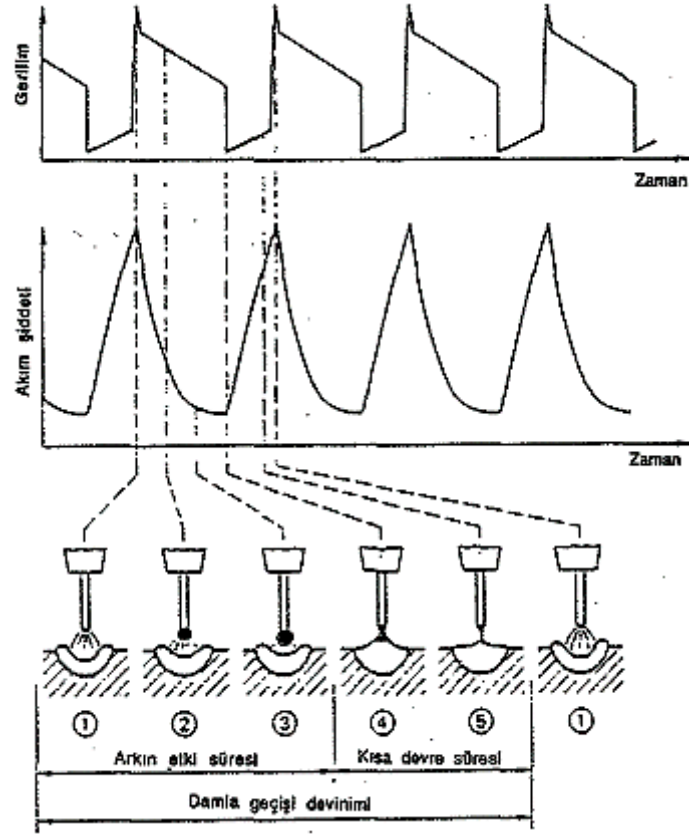 Gerilim
Zaman
Akım şiddeti
Zaman
1 2 3 4 5 1
Arkın etki süresi
Kısa devre süresi
Damla geçişi devinimi